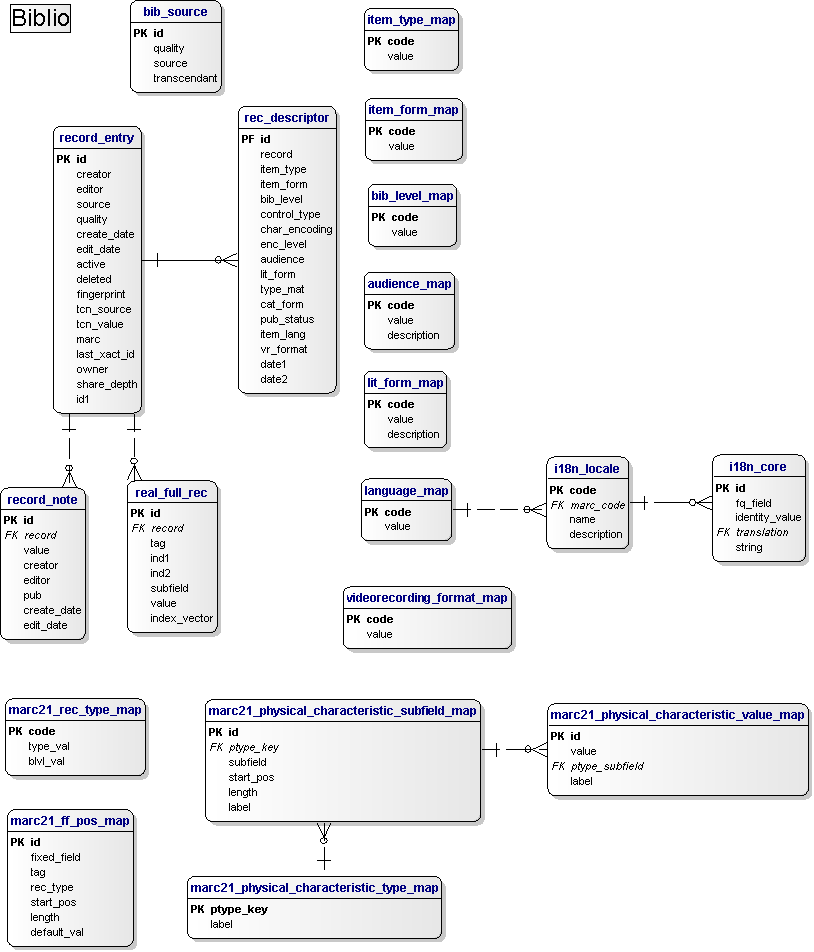 Biblio
bib_source
PK id
quality
source
transcendant
item_type_map
PK code
value
item_form_map
PK code
value
bib_level_map
PK code
value
audience_map
PK code
value
description
lit_form_map
PK code
value
description
record_entry
PK id
creator
editor
source
quality
create_date
edit_date
active
deleted
fingerprint
tcn_source
tcn_value
marc
last_xact_id
owner
share_depth
id1
rec_descriptor
PF id
record
item_type
item_form
bib_level
control_type
char_encoding
enc_level
audience
lit_form
type_mat
cat_form
pub_status
item_lang
vr_format
date1
date2
record_note
PK id
FK record
value
creator
editor
pub
create_date
edit_date
real_full_rec
PK id
FK record
tag
ind1
ind2
subfield
value
index_vector
language_map
PK code
value
i18n_locale
PK code
FK marc_code
name
description
i18n_core
PK id
fq_field
identity_value
FK translation
string
videorecording_format_map
PK code
value
marc21_rec_type_map
PK code
type_val
blvl_val
marc21_physical_characteristic_subfield_map
PK id
FK ptype_key
subfield
start_pos
length
label
marc21_physical_characteristic_value_map
PK id
value
FK ptype_subfield
label
marc21_ff_pos_map
PK id
fixed_field
tag
rec_type
start_pos
length
default_val
marc21_physical_characteristic_type_map
PK ptype_key
label